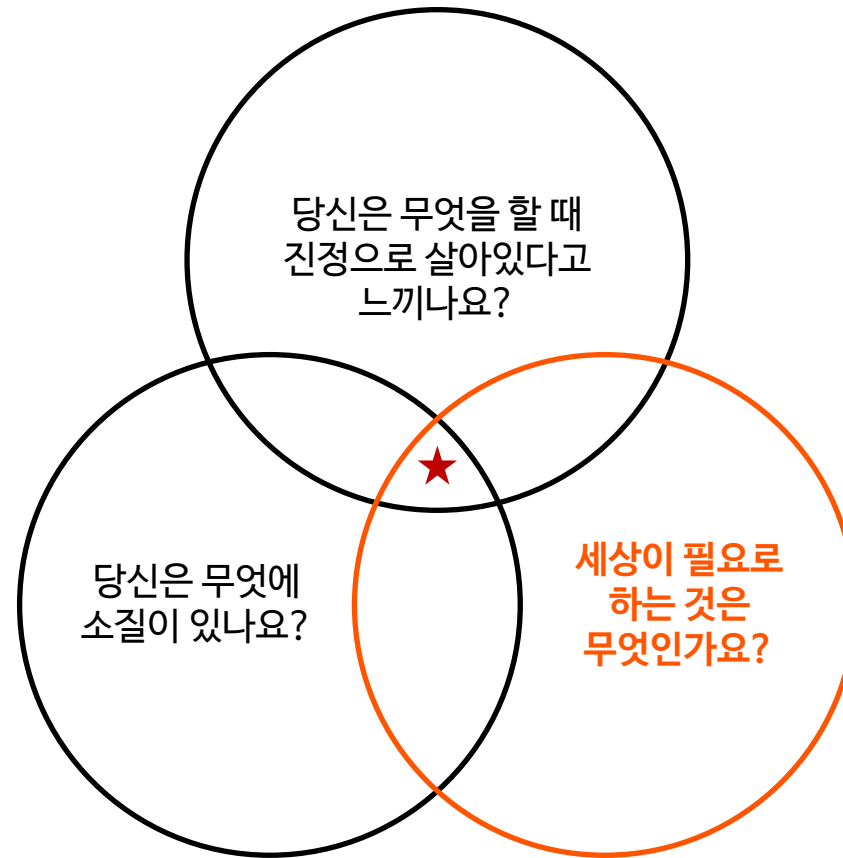 당신은 무엇을 할 때
진정으로 살아있다고
느끼나요?
당신은 무엇에
소질이 있나요?
세상이 필요로
하는 것은
무엇인가요?